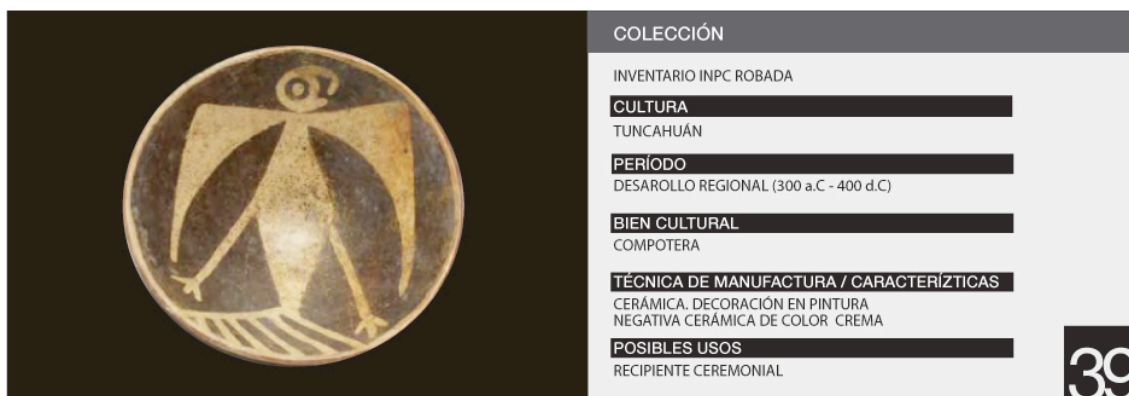 COLECCIÓN
INVENTARIO INPC ROBADA
CULTURA
TUNCAHUÁN
PERÍODO
DESAROLLO REGIONAL (300 a.C - 400 d.C)
BIEN CULTURAL
COMPOTERA
TÉCNICA DE MANUFACTURA / CARACTERÍZTICAS
CERÁMICA. DECORACIÓN EN PINTURA
NEGATIVA CERÁMICA DE COLOR CREMA
POSIBLES USOS
RECIPIENTE CEREMONIAL
39